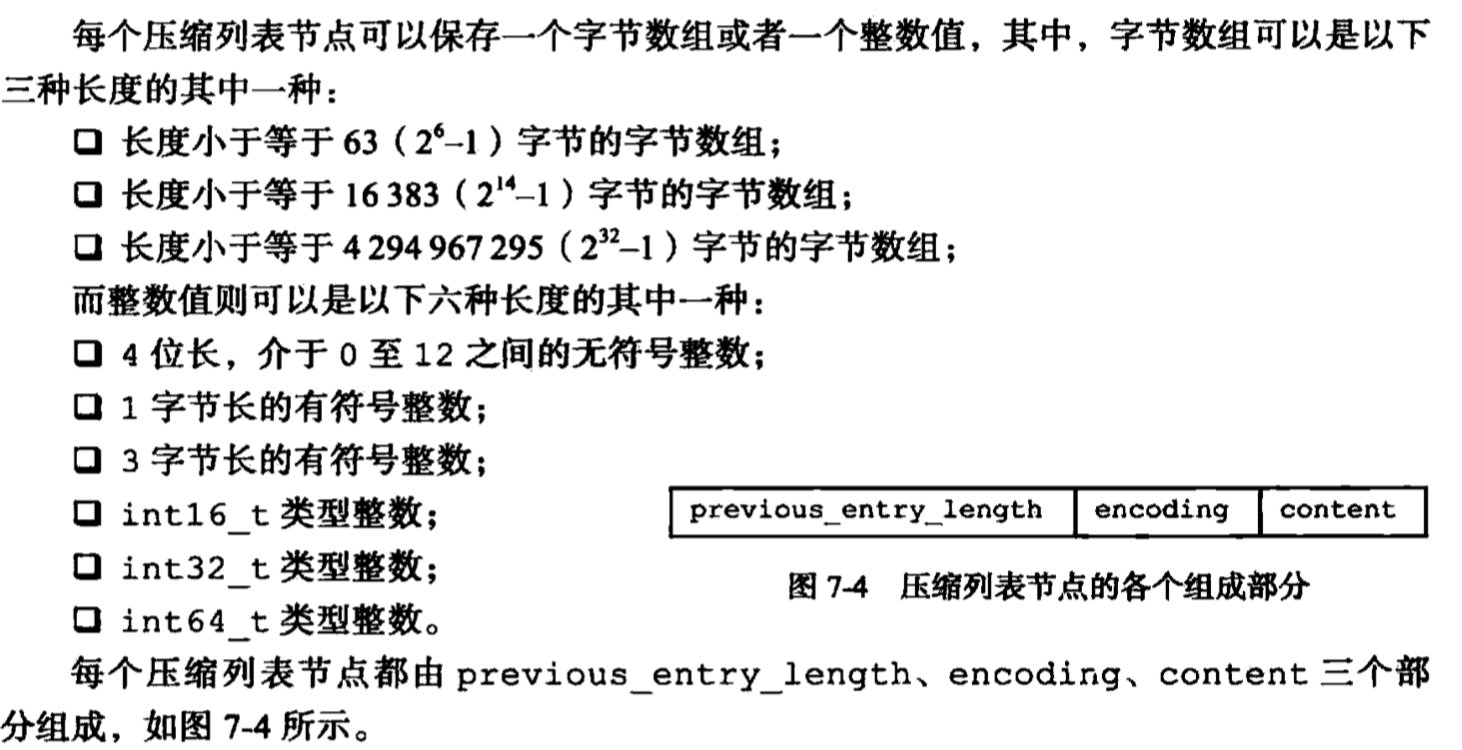 每个压缩列表节点可以保存一个字节数组或者一个整数值，其中，字节数组可以是以下
三种长度的其中一种：
❑ 长度小于等于 63（2⁶–1）字节的字节数组；
❑ 长度小于等于 16 383（2¹⁴–1）字节的字节数组；
❑ 长度小于等于 4 294 967 295（2³²–1）字节的字节数组；
而整数值则可以是以下六种长度的其中一种：
❑ 4 位长，介于 0 至 12 之间的无符号整数；
❑ 1 字节长的有符号整数；
❑ 3 字节长的有符号整数；
❑ int16_t 类型整数；
❑ int32_t 类型整数；
❑ int64_t 类型整数。
previous_entry_length encoding content
图 7-4 压缩列表节点的各个组成部分
每个压缩列表节点都由 previous_entry_length、encoding、content 三个部
分组成，如图 7-4 所示。